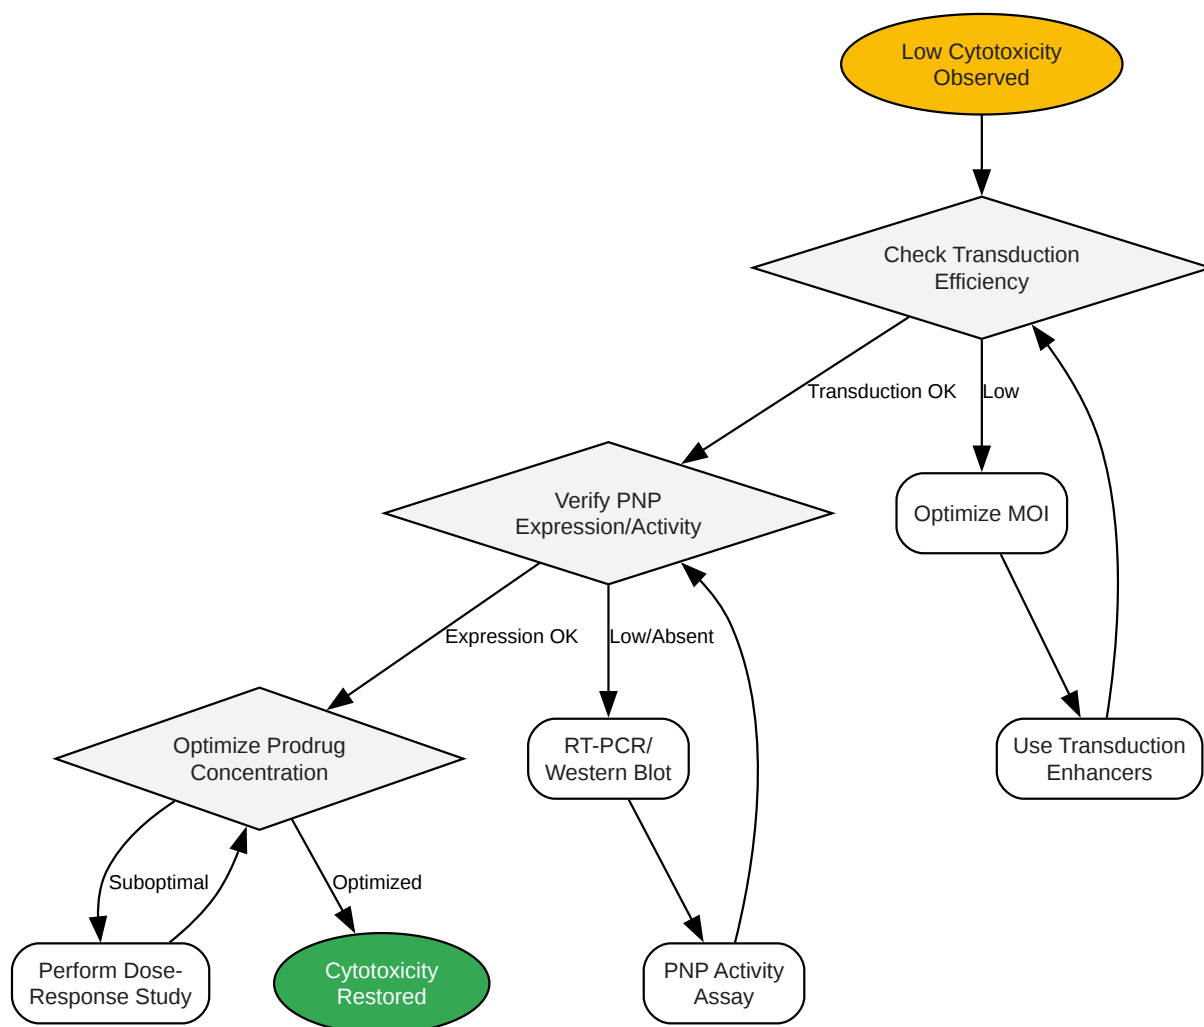 Low Cytotoxicity
Observed
Check Transduction
Efficiency
Transduction OK
Low
Verify PNP
Expression/Activity
Optimize MOI
Expression OK
Low/Absent
Optimize Prodrug
Concentration
RT-PCR/
Western Blot
Use Transduction
Enhancers
Suboptimal
Optimized
Perform Dose-
Response Study
Cytotoxicity
Restored
PNP Activity
Assay